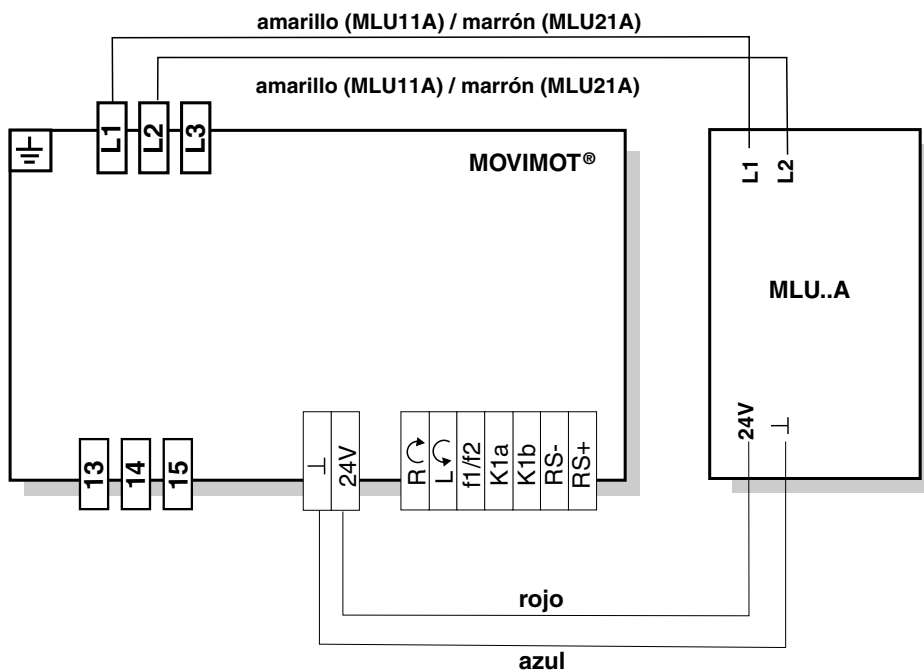 amarillo (MLU11A) / marrón (MLU21A)
amarillo (MLU11A) / marrón (MLU21A)
L1
L2
L3
MOVIMOT®
L1
L2
MLU..A
24V
⊥
13
14
15
⊥
24V
R
L
f1/f2
K1a
K1b
RS-
RS+
rojo
azul